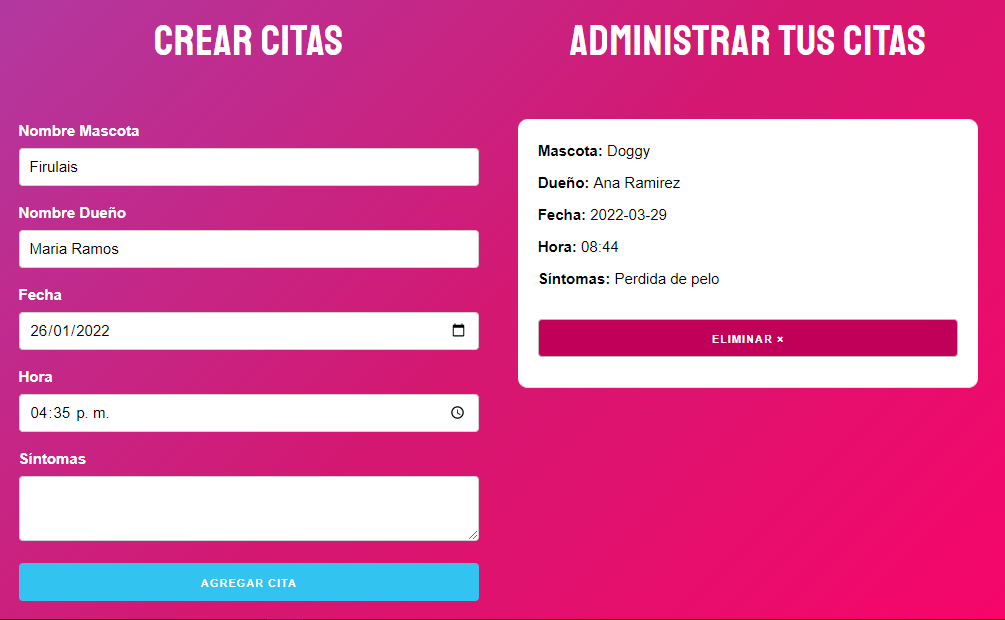 CREAR CITAS
Nombre Mascota
Firulais
Nombre Dueño
Maria Ramos
Fecha
26/01/2022
Hora
04:35 p. m.
Síntomas
AGREGAR CITA
ADMINISTRAR TUS CITAS
Mascota: Doggy
Dueño: Ana Ramirez
Fecha: 2022-03-29
Hora: 08:44
Síntomas: Perdida de pelo
ELIMINAR ×